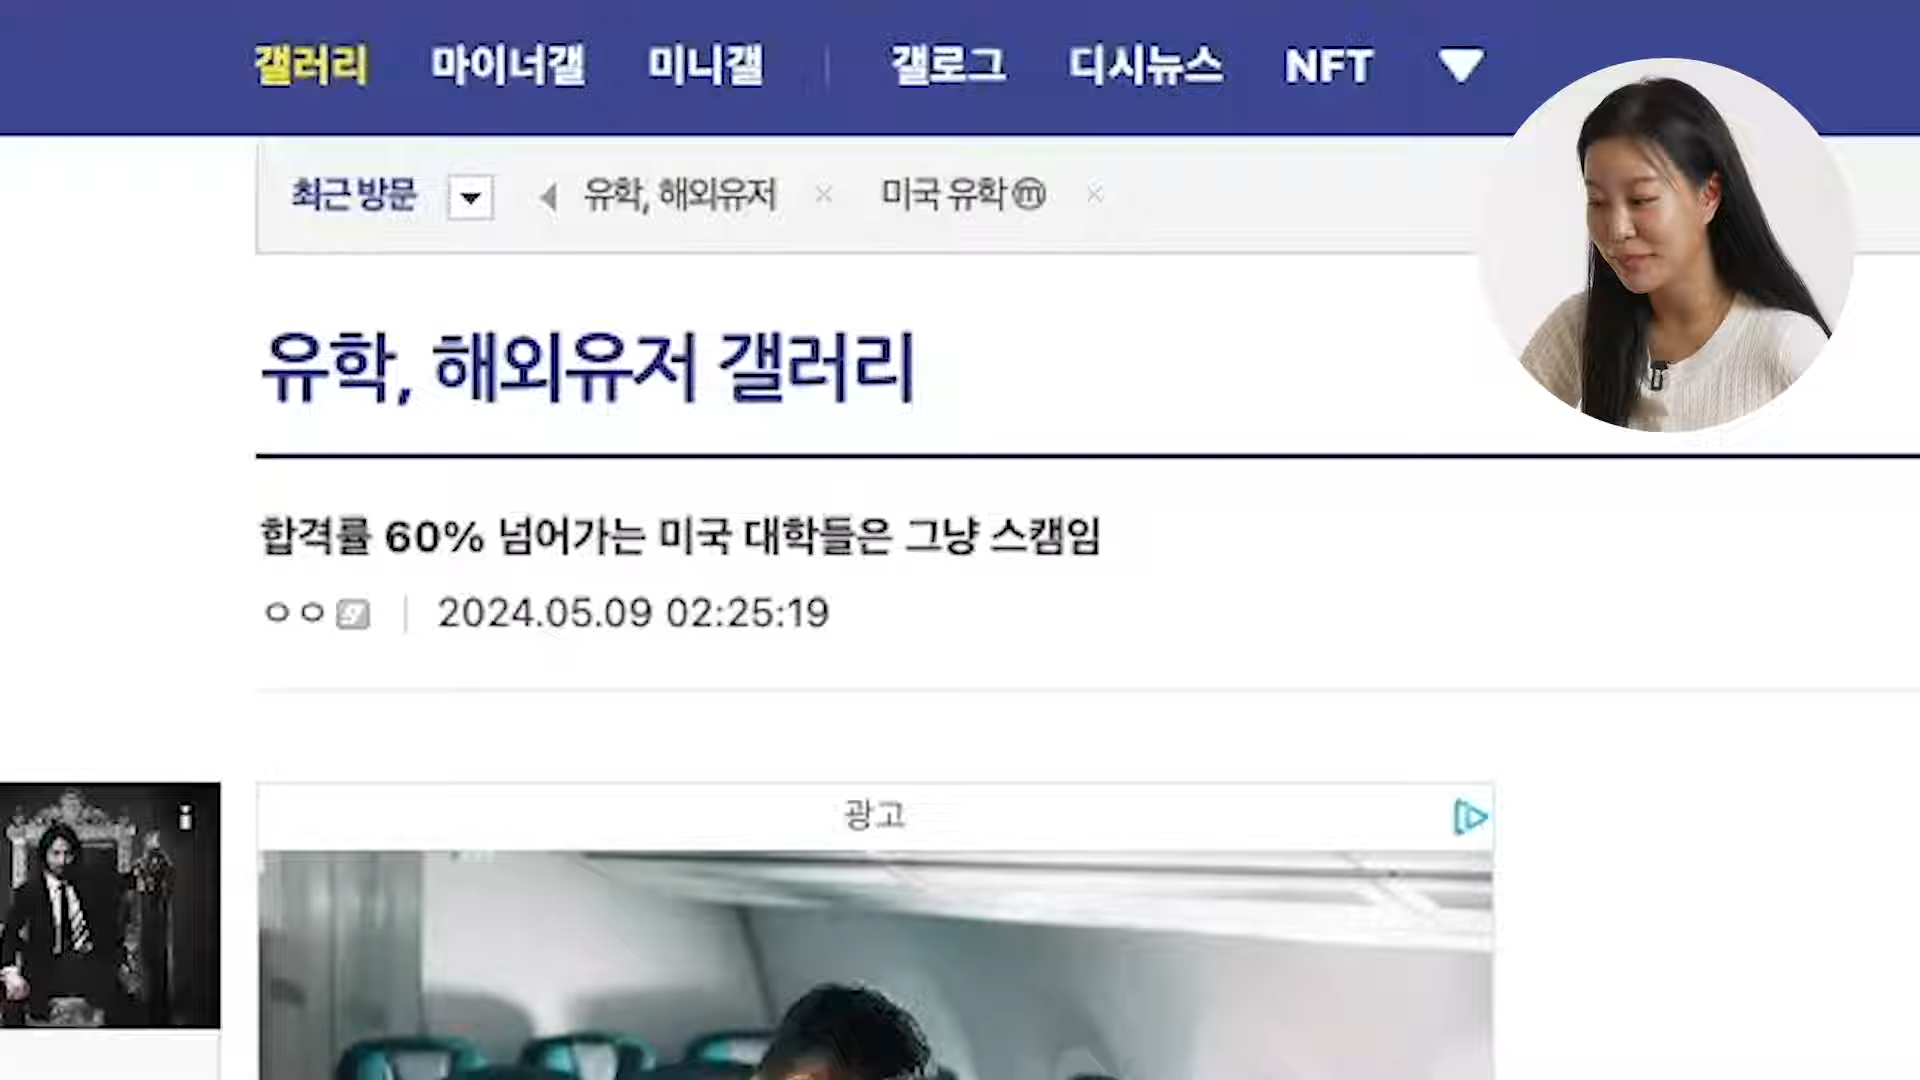 갤러리 마이너갤 미니갤 갤로그 디시뉴스 NFT
최근 방문 유학, 해외유저 미국 유학 ⓜ
유학, 해외유저 갤러리
합격률 60% 넘어가는 미국 대학들은 그냥 스캠임
ㅇㅇ 2024.05.09 02:25:19
광고